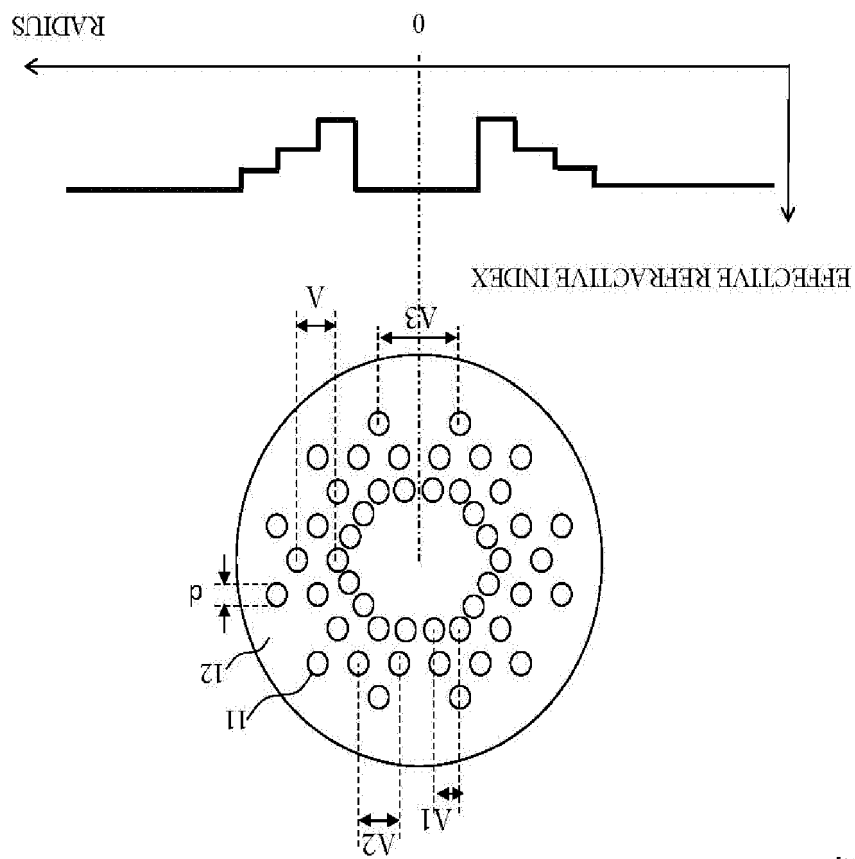 Λ1
Λ2
11
12
d
Λ3
Λ
EFFECTIVE REFRACTIVE INDEX
0
RADIUS